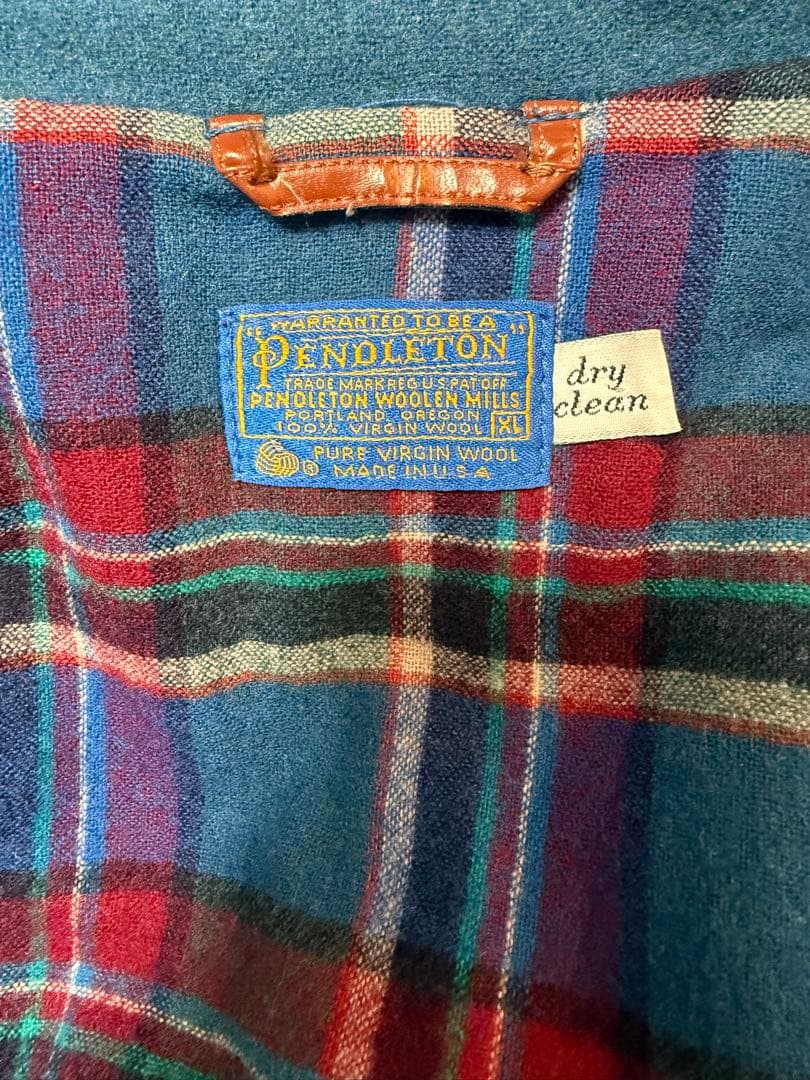 WARRANTED TO BE A
"PENDLETON"
TRADE MARK REG U.S. PAT OFF
PENDLETON WOOLEN MILLS
PORTLAND, OREGON
100% VIRGIN WOOL XL
® PURE VIRGIN WOOL
MADE IN U.S.A
dry
clean